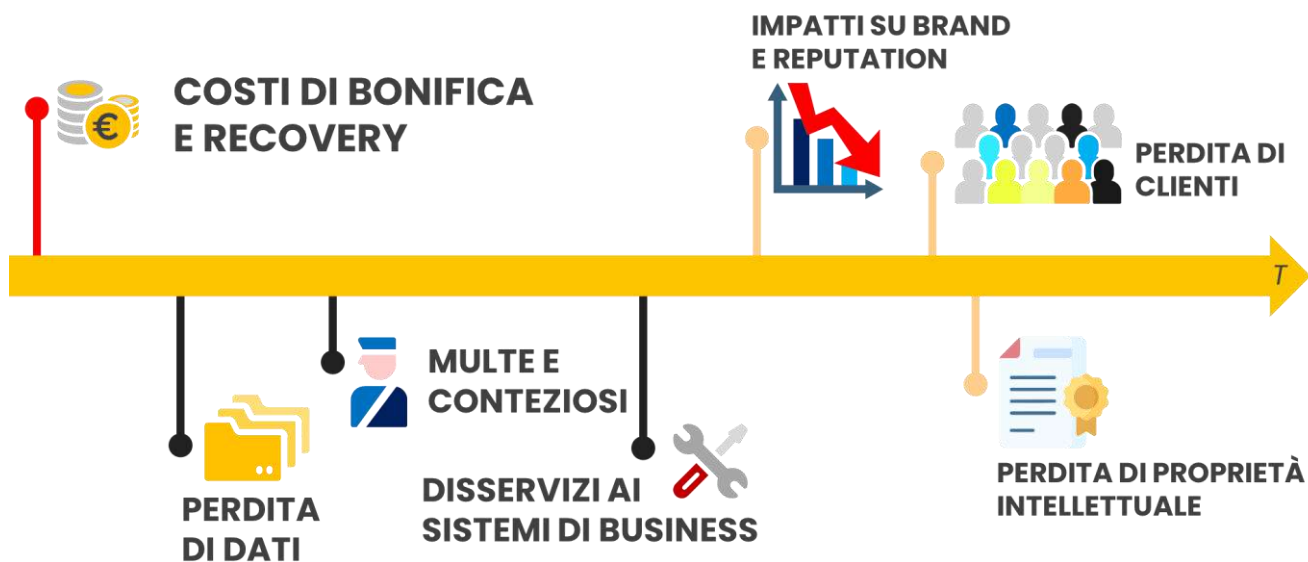 COSTI DI BONIFICA
E RECOVERY
€
IMPATTI SU BRAND
E REPUTATION
PERDITA DI
CLIENTI
T
PERDITA
DI DATI
MULTE E
CONTEZIOSI
DISSERVIZI AI
SISTEMI DI BUSINESS
PERDITA DI PROPRIETÀ
INTELLETTUALE